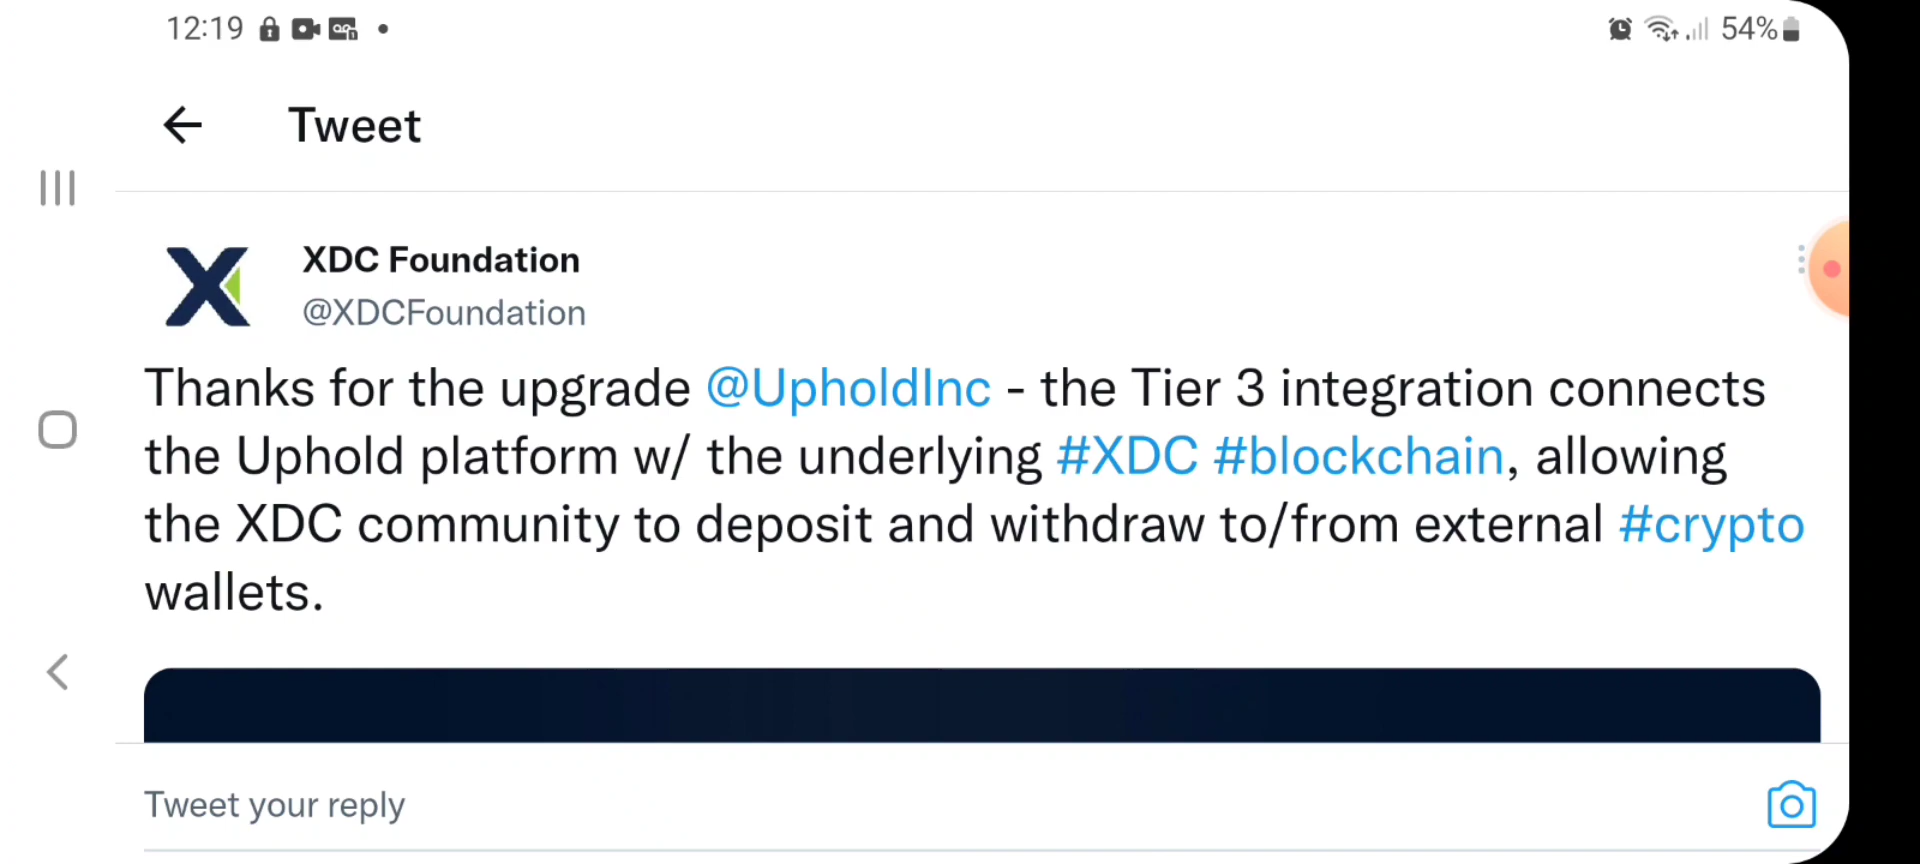 12:19
54%
Tweet
XDC Foundation
@XDCFoundation
Thanks for the upgrade @UpholdInc - the Tier 3 integration connects
the Uphold platform w/ the underlying #XDC #blockchain, allowing
the XDC community to deposit and withdraw to/from external #crypto
wallets.
Tweet your reply